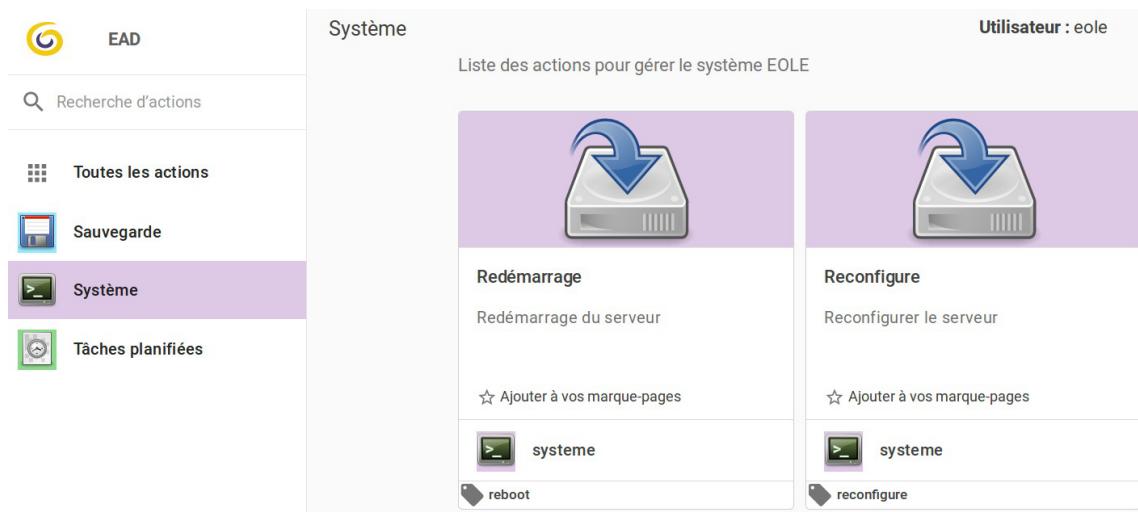 EAD
Recherche d'actions
Toutes les actions
Sauvegarde
Système
Tâches planifiées
Système
Utilisateur : eole
Liste des actions pour gérer le système EOLE
Redémarrage
Redémarrage du serveur
Ajouter à vos marque-pages
systeme
reboot
Reconfigure
Reconfigurer le serveur
Ajouter à vos marque-pages
systeme
reconfigure